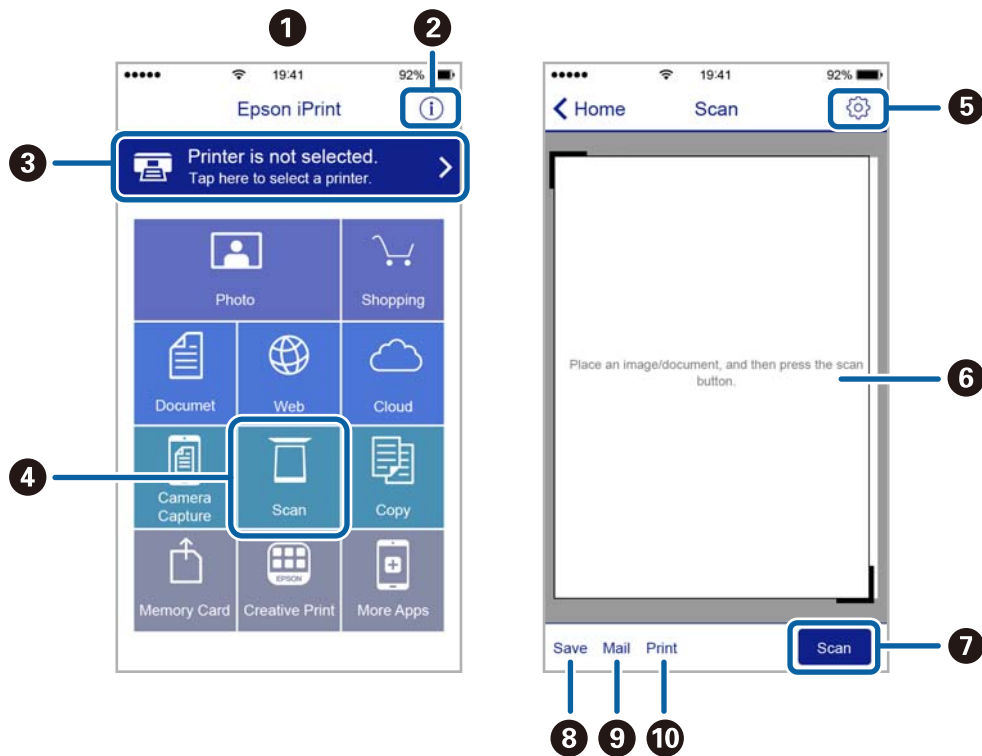 1
2
19:41
92%
Epson iPrint
3
Printer is not selected.
Tap here to select a printer.
Photo
Shopping
Documet
Web
Cloud
4
Camera
Capture
Scan
Copy
EPSON
Memory Card
Creative Print
More Apps
19:41
92%
Home
Scan
5
Place an image/document, and then press the scan
button.
6
Save
Mail
Print
Scan
7
8
9
10